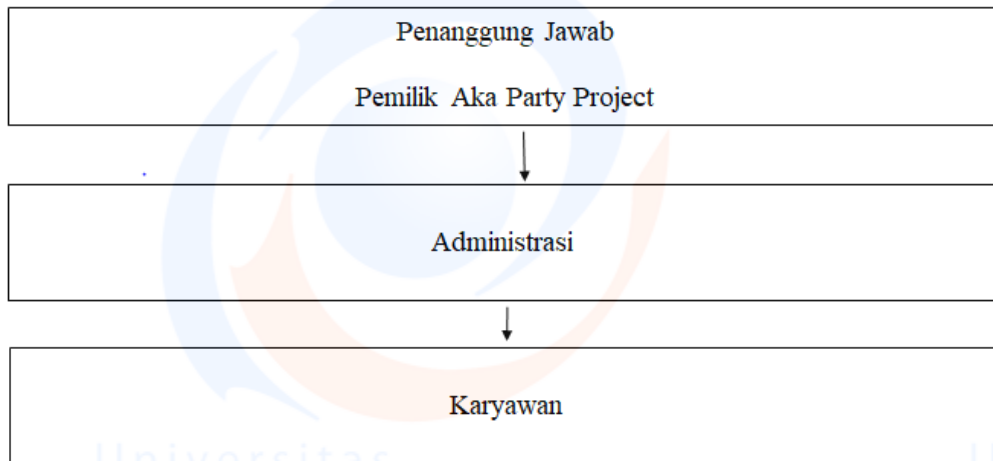 Penanggung Jawab
Pemilik Aka Party Project
Administrasi
Karyawan
Universitas